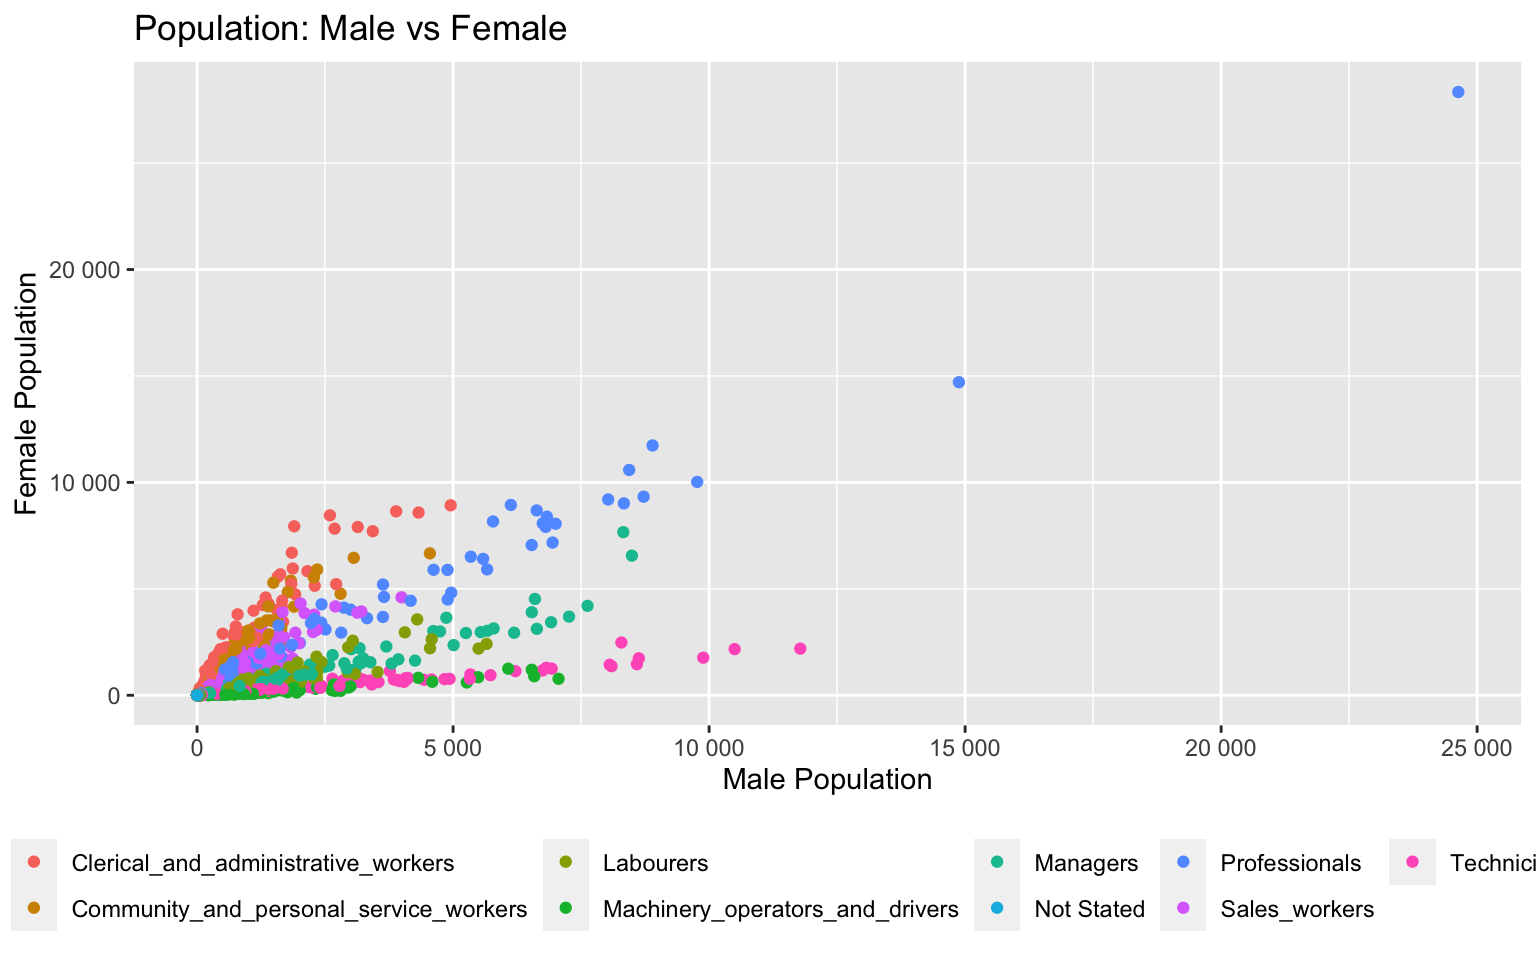 Population: Male vs Female
Female Population
20 000
10 000
0
0 5 000 10 000 15 000 20 000 25 000
Male Population
Clerical_and_administrative_workers Labourers Managers Professionals Technici
Community_and_personal_service_workers Machinery_operators_and_drivers Not Stated Sales_workers